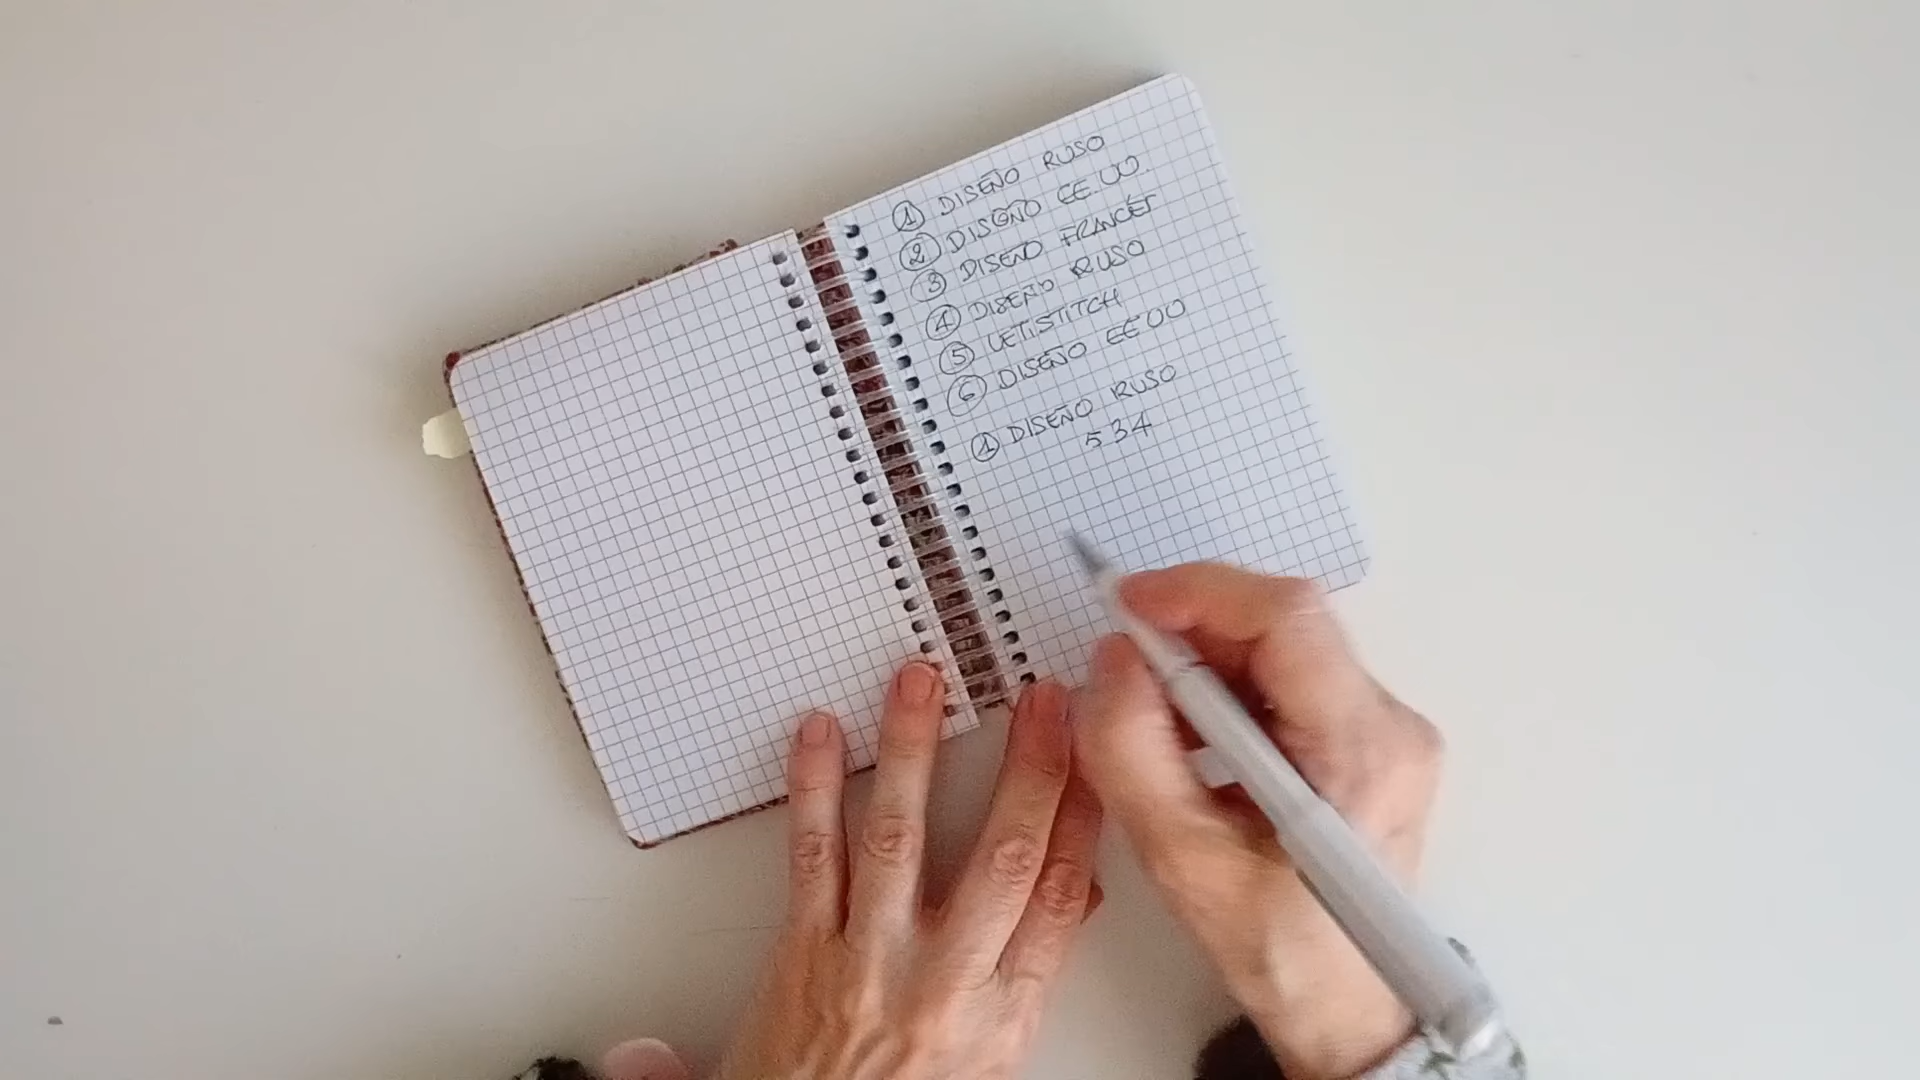 ① DISEÑO RUSO
② DISEÑO EE.UU.
③ DISEÑO FRANCÉS
④ DISEÑO RUSO
⑤ LETISTITCH
⑥ DISEÑO EE UU
① DISEÑO RUSO
534